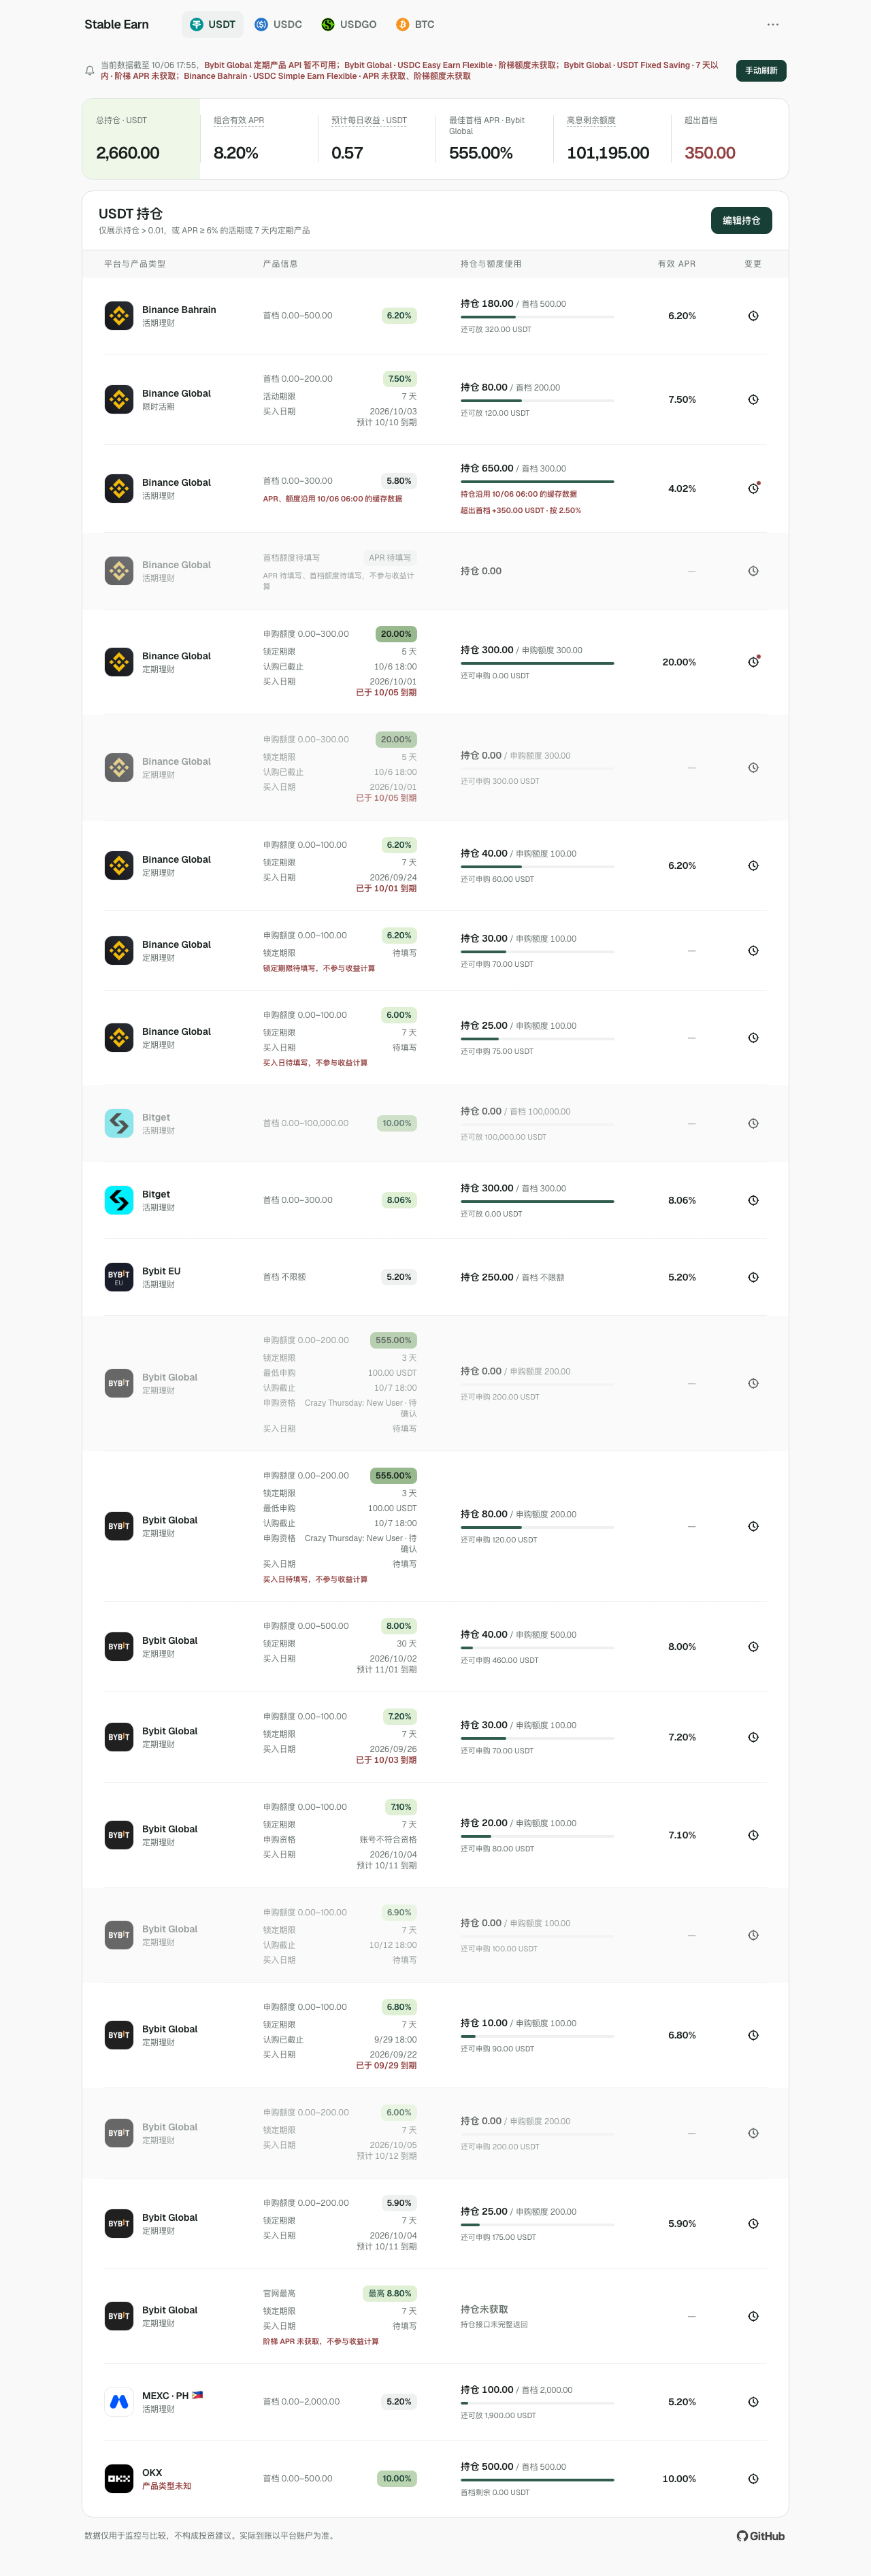 Stable Earn
USDT
USDC
USDGO
BTC
当前数据截至 10/06 17:55，Bybit Global 定期产品 API 暂不可用；Bybit Global · USDC Easy Earn Flexible · 阶梯额度未获取；Bybit Global · USDT Fixed Saving · 7 天以
内 · 阶梯 APR 未获取；Binance Bahrain · USDC Simple Earn Flexible · APR 未获取、阶梯额度未获取
手动刷新
总持仓 · USDT
2,660.00
组合有效 APR
8.20%
预计每日收益 · USDT
0.57
最佳首档 APR · Bybit
Global
555.00%
高息剩余额度
101,195.00
超出首档
350.00
USDT 持仓
仅展示持仓 > 0.01，或 APR ≥ 6% 的活期或 7 天内定期产品
编辑持仓
平台与产品类型 产品信息 持仓与额度使用 有效 APR 变更
Binance Bahrain
活期理财
首档 0.00–500.00 6.20%
持仓 180.00 / 首档 500.00
还可放 320.00 USDT
6.20%
Binance Global
限时活期
首档 0.00–200.00 7.50%
活动期限 7 天
买入日期 2026/10/03
预计 10/10 到期
持仓 80.00 / 首档 200.00
还可放 120.00 USDT
7.50%
Binance Global
活期理财
首档 0.00–300.00 5.80%
APR、额度沿用 10/06 06:00 的缓存数据
持仓 650.00 / 首档 300.00
持仓沿用 10/06 06:00 的缓存数据
超出首档 +350.00 USDT · 按 2.50%
4.02%
Binance Global
活期理财
首档额度待填写 APR 待填写
APR 待填写、首档额度待填写，不参与收益计
算
持仓 0.00
—
Binance Global
定期理财
申购额度 0.00–300.00 20.00%
锁定期限 5 天
认购已截止 10/6 18:00
买入日期 2026/10/01
已于 10/05 到期
持仓 300.00 / 申购额度 300.00
还可申购 0.00 USDT
20.00%
Binance Global
定期理财
申购额度 0.00–300.00 20.00%
锁定期限 5 天
认购已截止 10/6 18:00
买入日期 2026/10/01
已于 10/05 到期
持仓 0.00 / 申购额度 300.00
还可申购 300.00 USDT
—
Binance Global
定期理财
申购额度 0.00–100.00 6.20%
锁定期限 7 天
买入日期 2026/09/24
已于 10/01 到期
持仓 40.00 / 申购额度 100.00
还可申购 60.00 USDT
6.20%
Binance Global
定期理财
申购额度 0.00–100.00 6.20%
锁定期限 待填写
锁定期限待填写，不参与收益计算
持仓 30.00 / 申购额度 100.00
还可申购 70.00 USDT
—
Binance Global
定期理财
申购额度 0.00–100.00 6.00%
锁定期限 7 天
买入日期 待填写
买入日待填写，不参与收益计算
持仓 25.00 / 申购额度 100.00
还可申购 75.00 USDT
—
Bitget
活期理财
首档 0.00–100,000.00 10.00%
持仓 0.00 / 首档 100,000.00
还可放 100,000.00 USDT
—
Bitget
活期理财
首档 0.00–300.00 8.06%
持仓 300.00 / 首档 300.00
还可放 0.00 USDT
8.06%
BYBIT
EU
Bybit EU
活期理财
首档 不限额 5.20%
持仓 250.00 / 首档 不限额
5.20%
BYBIT
Bybit Global
定期理财
申购额度 0.00–200.00 555.00%
锁定期限 3 天
最低申购 100.00 USDT
认购截止 10/7 18:00
申购资格 Crazy Thursday: New User · 待
确认
买入日期 待填写
持仓 0.00 / 申购额度 200.00
还可申购 200.00 USDT
—
BYBIT
Bybit Global
定期理财
申购额度 0.00–200.00 555.00%
锁定期限 3 天
最低申购 100.00 USDT
认购截止 10/7 18:00
申购资格 Crazy Thursday: New User · 待
确认
买入日期 待填写
买入日待填写，不参与收益计算
持仓 80.00 / 申购额度 200.00
还可申购 120.00 USDT
—
BYBIT
Bybit Global
定期理财
申购额度 0.00–500.00 8.00%
锁定期限 30 天
买入日期 2026/10/02
预计 11/01 到期
持仓 40.00 / 申购额度 500.00
还可申购 460.00 USDT
8.00%
BYBIT
Bybit Global
定期理财
申购额度 0.00–100.00 7.20%
锁定期限 7 天
买入日期 2026/09/26
已于 10/03 到期
持仓 30.00 / 申购额度 100.00
还可申购 70.00 USDT
7.20%
BYBIT
Bybit Global
定期理财
申购额度 0.00–100.00 7.10%
锁定期限 7 天
申购资格 账号不符合资格
买入日期 2026/10/04
预计 10/11 到期
持仓 20.00 / 申购额度 100.00
还可申购 80.00 USDT
7.10%
BYBIT
Bybit Global
定期理财
申购额度 0.00–100.00 6.90%
锁定期限 7 天
认购截止 10/12 18:00
买入日期 待填写
持仓 0.00 / 申购额度 100.00
还可申购 100.00 USDT
—
BYBIT
Bybit Global
定期理财
申购额度 0.00–100.00 6.80%
锁定期限 7 天
认购已截止 9/29 18:00
买入日期 2026/09/22
已于 09/29 到期
持仓 10.00 / 申购额度 100.00
还可申购 90.00 USDT
6.80%
BYBIT
Bybit Global
定期理财
申购额度 0.00–200.00 6.00%
锁定期限 7 天
买入日期 2026/10/05
预计 10/12 到期
持仓 0.00 / 申购额度 200.00
还可申购 200.00 USDT
—
BYBIT
Bybit Global
定期理财
申购额度 0.00–200.00 5.90%
锁定期限 7 天
买入日期 2026/10/04
预计 10/11 到期
持仓 25.00 / 申购额度 200.00
还可申购 175.00 USDT
5.90%
BYBIT
Bybit Global
定期理财
官网最高 最高 8.80%
锁定期限 7 天
买入日期 待填写
阶梯 APR 未获取，不参与收益计算
持仓未获取
持仓接口未完整返回
—
MEXC · PH 🇵🇭
活期理财
首档 0.00–2,000.00 5.20%
持仓 100.00 / 首档 2,000.00
还可放 1,900.00 USDT
5.20%
OKX
OKX
产品类型未知
首档 0.00–500.00 10.00%
持仓 500.00 / 首档 500.00
首档剩余 0.00 USDT
10.00%
数据仅用于监控与比较，不构成投资建议。实际到账以平台账户为准。
GitHub